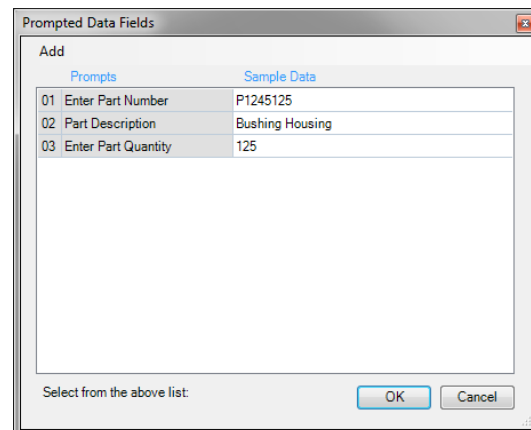 Prompted Data Fields
Add
Prompts Sample Data
01 Enter Part Number P1245125
02 Part Description Bushing Housing
03 Enter Part Quantity 125
Select from the above list: OK Cancel